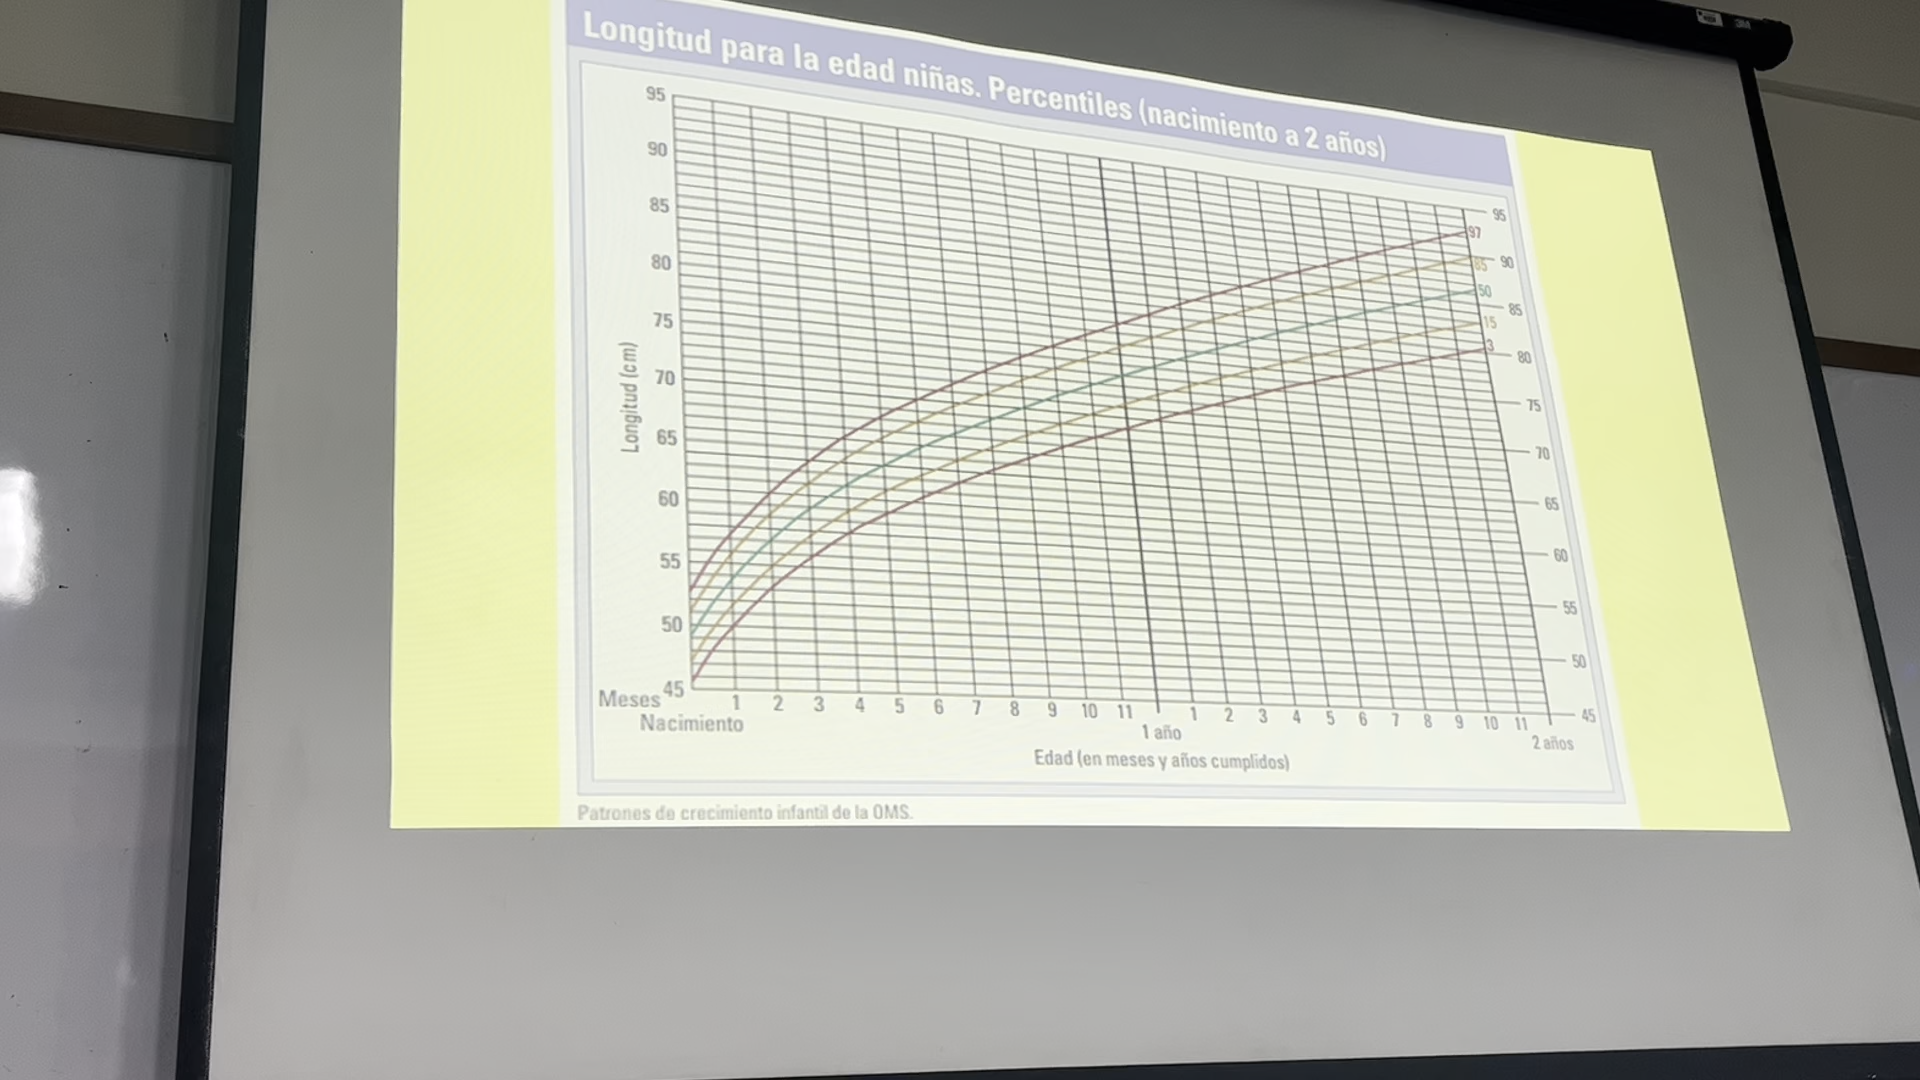 3M
Longitud para la edad niñas. Percentiles (nacimiento a 2 años)
95
90
85
80
75
70
65
60
55
50
45
Longitud (cm)
95
97
90
85
50
85
15
3
80
75
70
65
60
55
50
45
Meses
Nacimiento
1 2 3 4 5 6 7 8 9 10 11 1 2 3 4 5 6 7 8 9 10 11
1 año
2 años
Edad (en meses y años cumplidos)
Patrones de crecimiento infantil de la OMS.